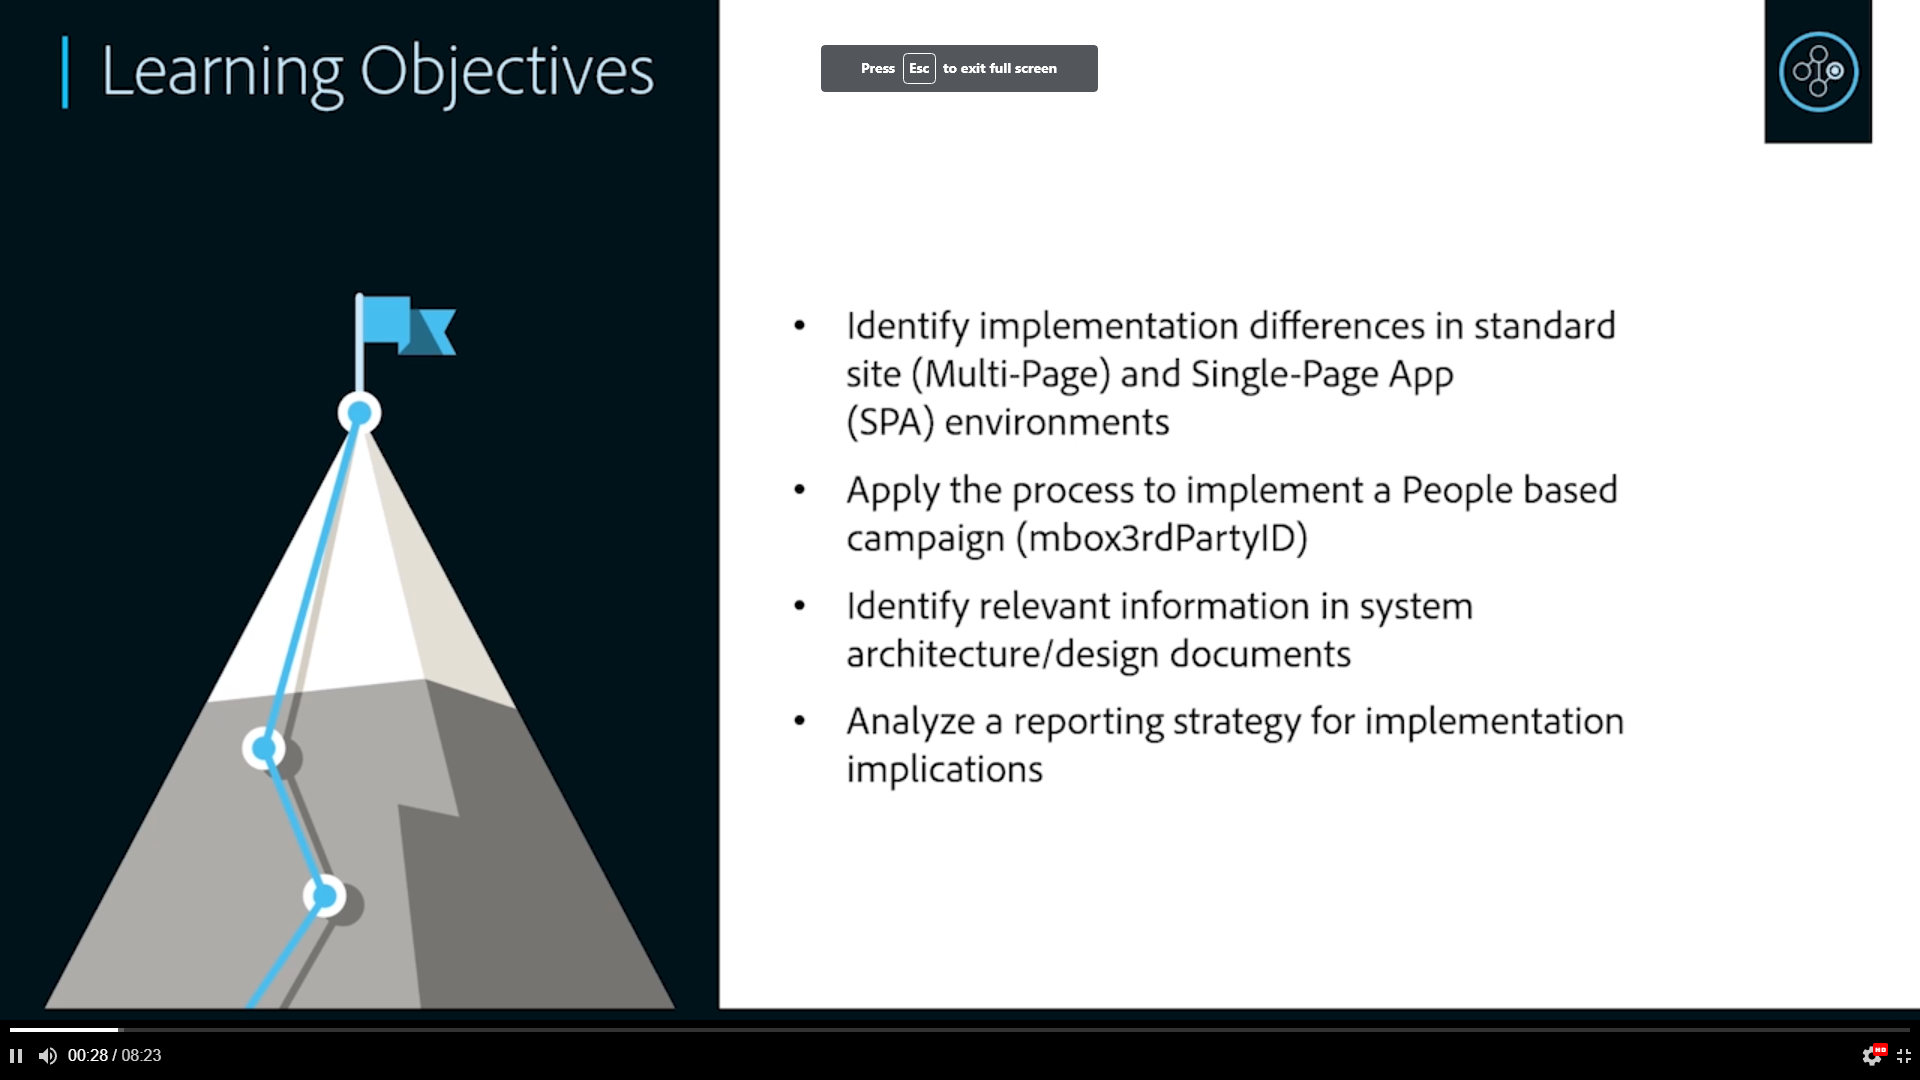 Learning Objectives
Press Esc to exit full screen
• Identify implementation differences in standard
site (Multi-Page) and Single-Page App
(SPA) environments
• Apply the process to implement a People based
campaign (mbox3rdPartyID)
• Identify relevant information in system
architecture/design documents
• Analyze a reporting strategy for implementation
implications
00:28 / 08:23
HD